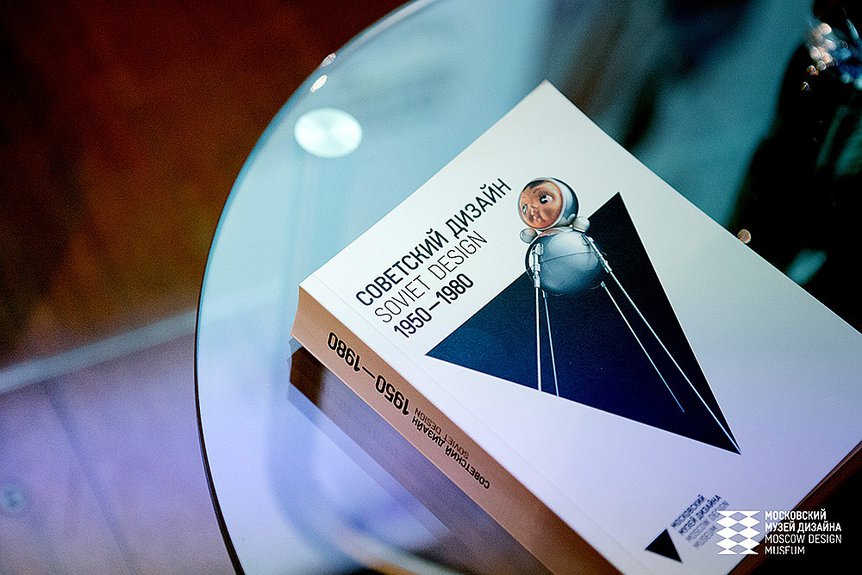 СОВЕТСКИЙ ДИЗАЙН
SOVIET DESIGN
1950—1980
1950—1980
СОВЕТСКИЙ ДИЗАЙН
SOVIET DESIGN
МОСКОВСКИЙ
МУЗЕЙ ДИЗАЙНА
MOSCOW DESIGN
MUSEUM
МОСКОВСКИЙ
МУЗЕЙ ДИЗАЙНА
MOSCOW DESIGN
MUSEUM